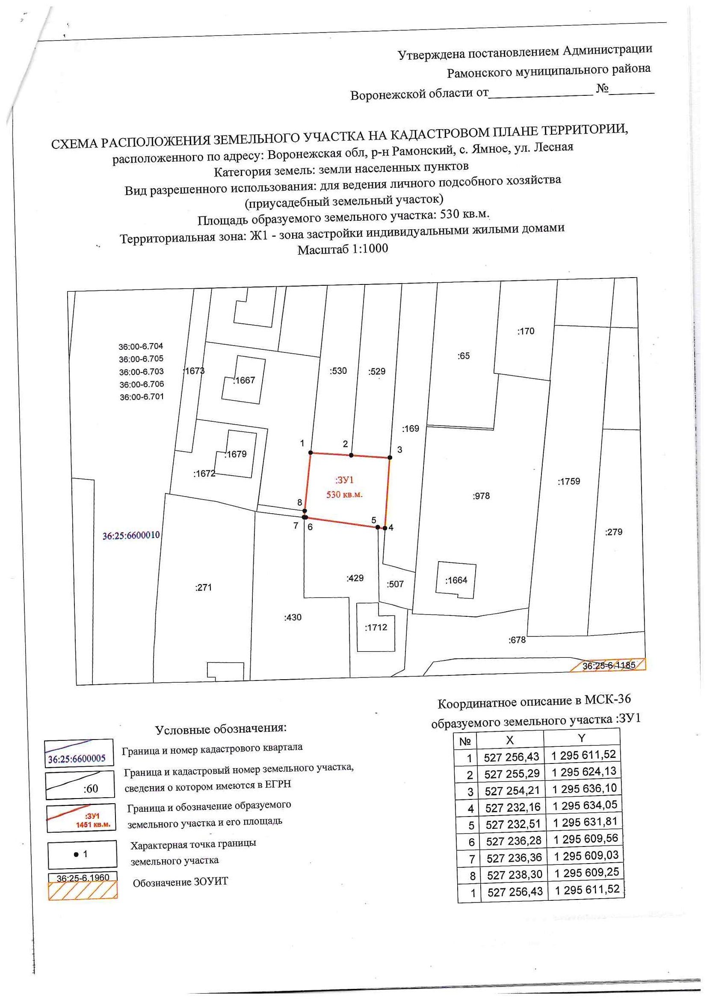 Утверждена постановлением Администрации
Рамонского муниципального района
Воронежской области от_________________ №_______
СХЕМА РАСПОЛОЖЕНИЯ ЗЕМЕЛЬНОГО УЧАСТКА НА КАДАСТРОВОМ ПЛАНЕ ТЕРРИТОРИИ,
расположенного по адресу: Воронежская обл, р-н Рамонский, с. Ямное, ул. Лесная
Категория земель: земли населенных пунктов
Вид разрешенного использования: для ведения личного подсобного хозяйства
(приусадебный земельный участок)
Площадь образуемого земельного участка: 530 кв.м.
Территориальная зона: Ж1 - зона застройки индивидуальными жилыми домами
Масштаб 1:1000
36:00-6.704
36:00-6.705
36:00-6.703
36:00-6.706
36:00-6.701
:1673
:1667
:530
:529
:65
:170
:169
1
2
3
:1679
:1672
:ЗУ1
530 кв.м.
:978
:1759
8
7
6
5
4
36:25:6600010
:279
:271
:429
:507
:1664
:430
:1712
:678
36:25-6.1185
Условные обозначения:
36:25:6600005
Граница и номер кадастрового квартала
:60
Граница и кадастровый номер земельного участка,
сведения о котором имеются в ЕГРН
:ЗУ1
1451 кв.м.
Граница и обозначение образуемого
земельного участка и его площадь
1
Характерная точка границы
земельного участка
36:25-6.1960
Обозначение ЗОУИТ
Координатное описание в МСК-36
образуемого земельного участка :ЗУ1
№ X Y
1 527 256,43 1 295 611,52
2 527 255,29 1 295 624,13
3 527 254,21 1 295 636,10
4 527 232,16 1 295 634,05
5 527 232,51 1 295 631,81
6 527 236,28 1 295 609,56
7 527 236,36 1 295 609,03
8 527 238,30 1 295 609,25
1 527 256,43 1 295 611,52